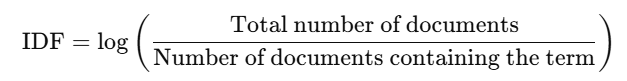 IDF = log ( Total number of documents / Number of documents containing the term )